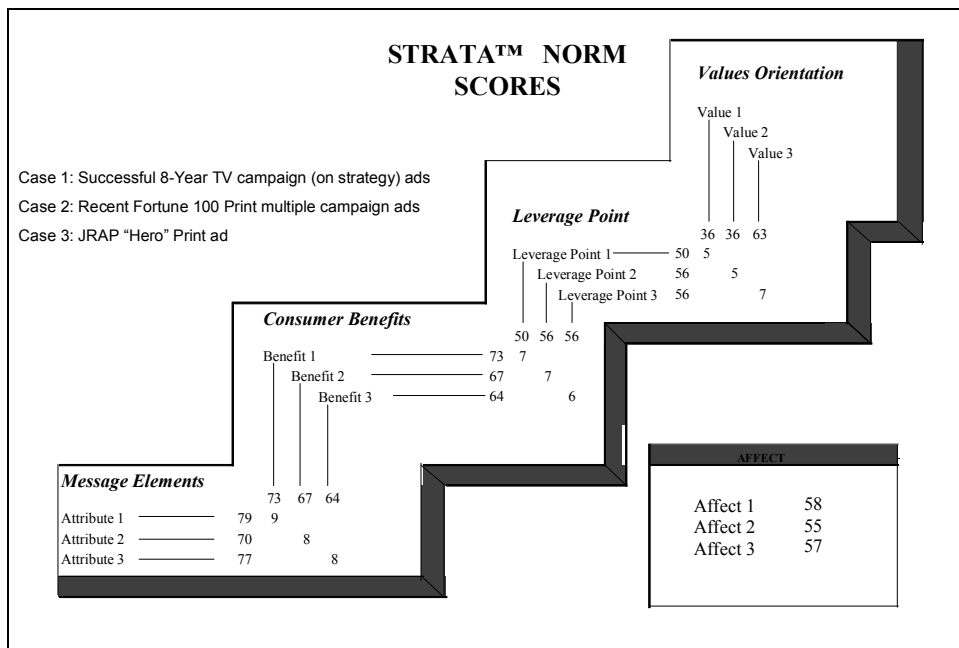 STRATA™ NORM
SCORES
Values Orientation
Value 1
Value 2
Value 3
Case 1: Successful 8-Year TV campaign (on strategy) ads
Case 2: Recent Fortune 100 Print multiple campaign ads
Case 3: JRAP “Hero” Print ad
Leverage Point
36 36 63
Leverage Point 1 50 5
Leverage Point 2 56 5
Leverage Point 3 56 7
Consumer Benefits
50 56 56
Benefit 1 73 7
Benefit 2 67 7
Benefit 3 64 6
Message Elements
73 67 64
Attribute 1 79 9
Attribute 2 70 8
Attribute 3 77 8
AFFECT
Affect 1 58
Affect 2 55
Affect 3 57